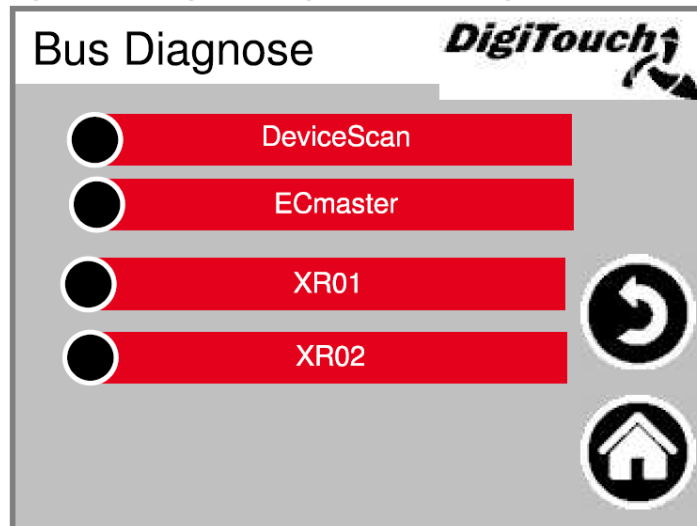 Bus Diagnose
DigiTouch
DeviceScan
ECmaster
XR01
XR02